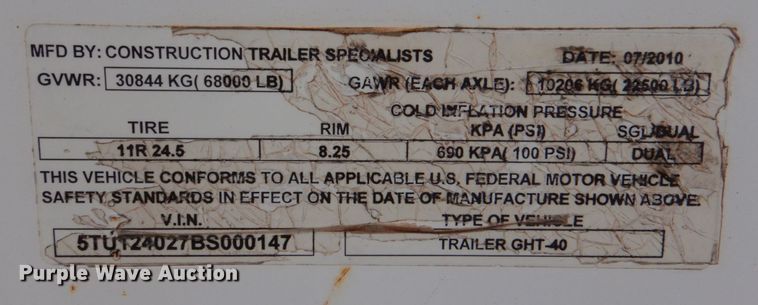 MFD BY: CONSTRUCTION TRAILER SPECIALISTS DATE: 07/2010
GVWR: 30844 KG( 68000 LB) GAWR (EACH AXLE): 10206 KG( 22500 LB)
COLD INFLATION PRESSURE
TIRE RIM KPA (PSI) SGL/DUAL
11R 24.5 8.25 690 KPA( 100 PSI) DUAL
THIS VEHICLE CONFORMS TO ALL APPLICABLE U.S. FEDERAL MOTOR VEHICLE
SAFETY STANDARDS IN EFFECT ON THE DATE OF MANUFACTURE SHOWN ABOVE
V.I.N. TYPE OF VEHICLE
5TU124027BS000147 TRAILER GHT-40
Purple Wave Auction